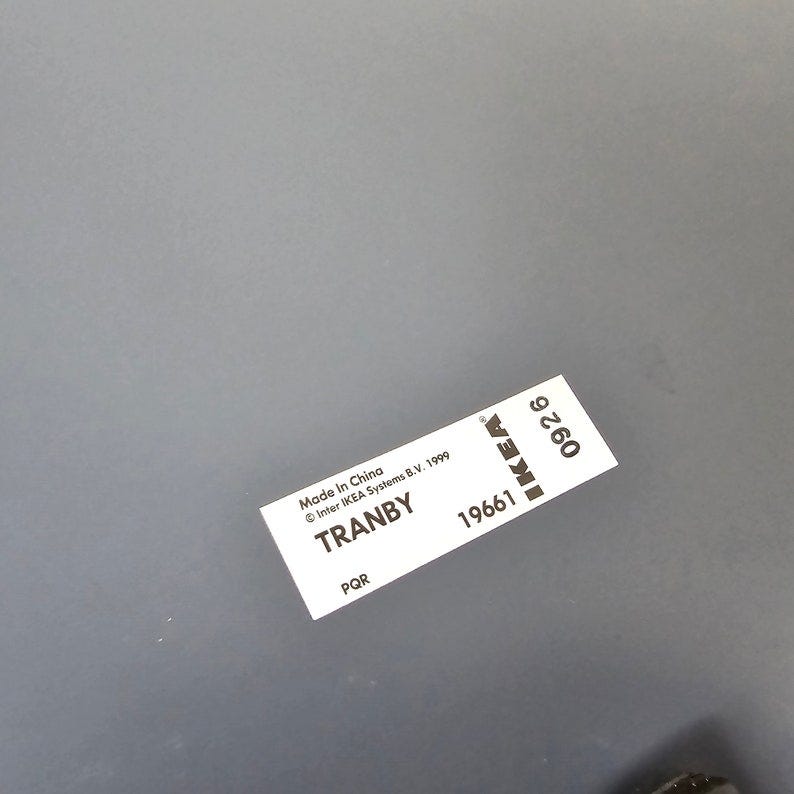 Made In China
© Inter IKEA Systems B.V. 1999
TRANBY
19661
PQR
IKEA®
0926